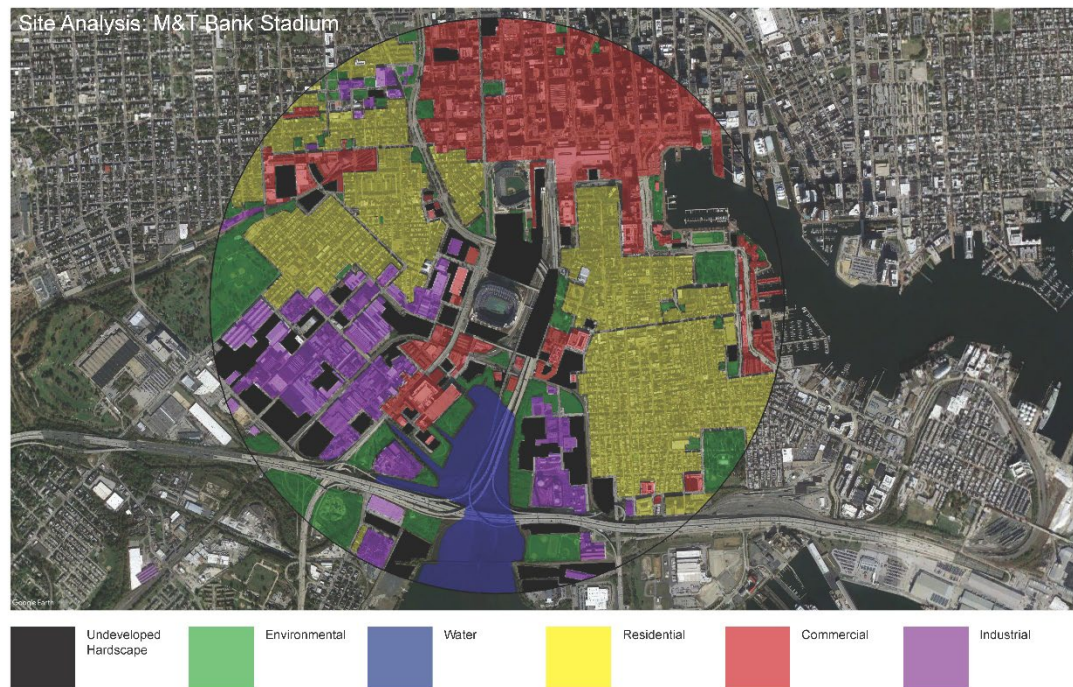 Site Analysis: M&T Bank Stadium
Google Earth
Undeveloped
Hardscape
Environmental
Water
Residential
Commercial
Industrial